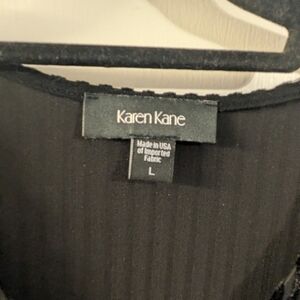 Karen Kane
Made in USA
of Imported
Fabric
L